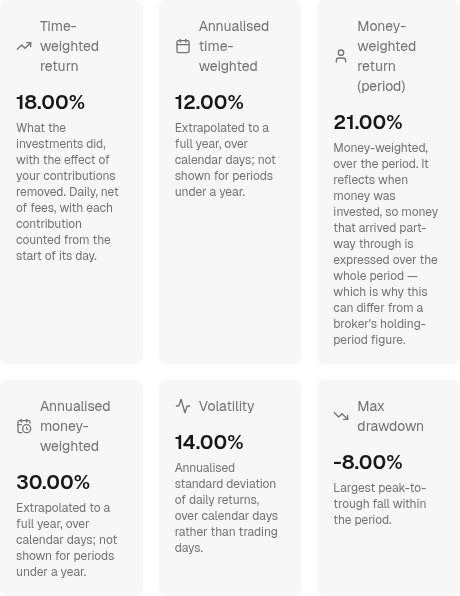 Time-
weighted
return
18.00%
What the
investments did,
with the effect of
your contributions
removed. Daily, net
of fees, with each
contribution
counted from the
start of its day.
Annualised
time-
weighted
12.00%
Extrapolated to a
full year, over
calendar days; not
shown for periods
under a year.
Money-
weighted
return
(period)
21.00%
Money-weighted,
over the period. It
reflects when
money was
invested, so money
that arrived part-
way through is
expressed over the
whole period —
which is why this
can differ from a
broker's holding-
period figure.
Annualised
money-
weighted
30.00%
Extrapolated to a
full year, over
calendar days; not
shown for periods
under a year.
Volatility
14.00%
Annualised
standard deviation
of daily returns,
over calendar days
rather than trading
days.
Max
drawdown
-8.00%
Largest peak-to-
trough fall within
the period.